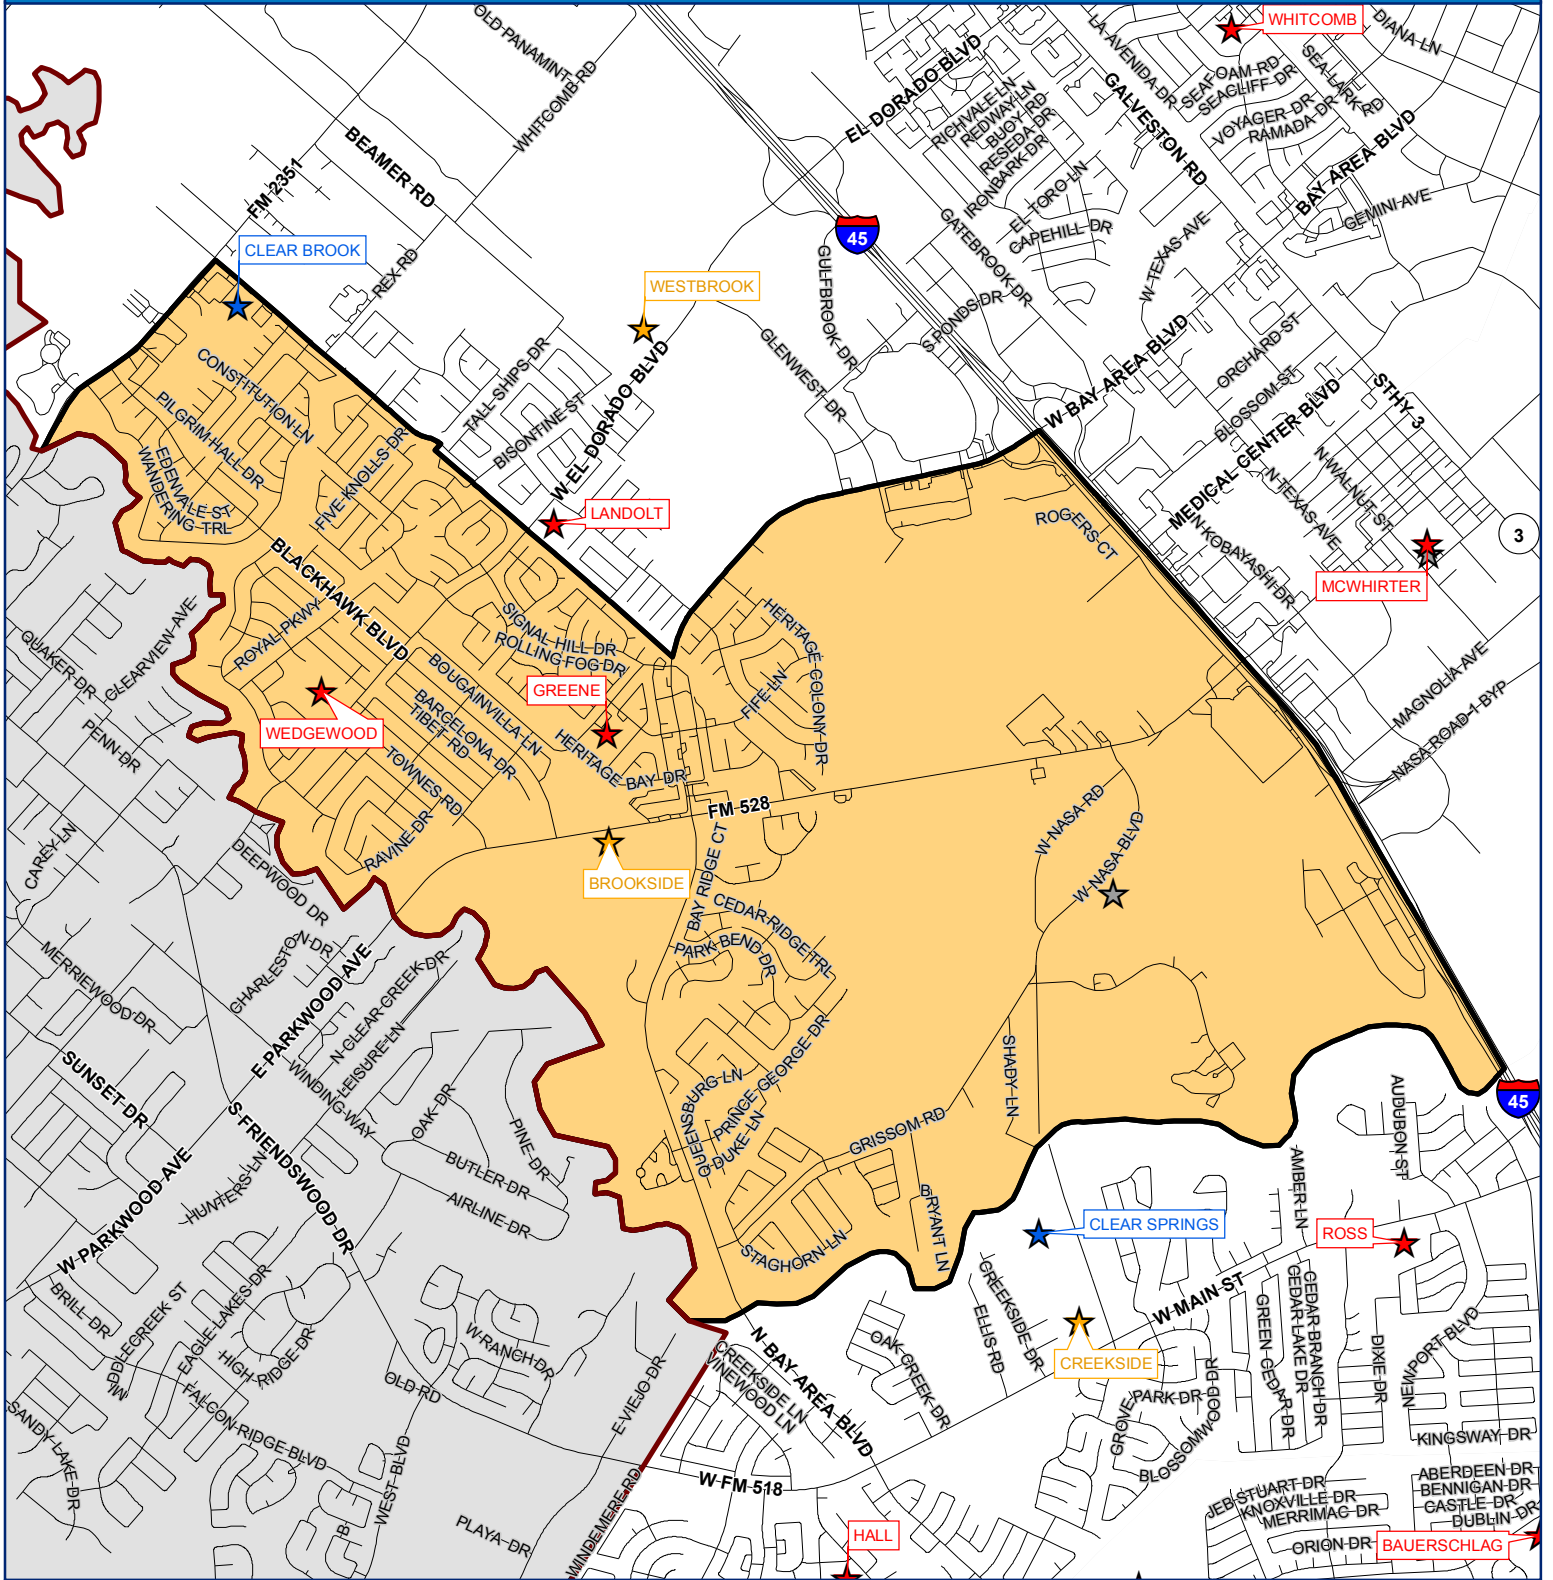 WHITCOMB
DIANA LN
OLD PANAMINT
WHITCOMB RD
EL DORADO BLVD
LA AVENIDA DR
SEAFOAM RD
SEACLIFF DR
SEA LARK RD
GALVESTON RD
VOYAGER DR
RAMADA DR
BAY AREA BLVD
RICHVALE LN
REDWAY LN
BUOY RD
RESEDA DR
IRONBARK DR
EL TORO LN
CAPEHILL DR
GATEBROOK DR
GEMINI AVE
W TEXAS AVE
BEAMER RD
FM 2351
CLEAR BROOK
REX RD
45
WESTBROOK
GULFBROOK DR
S PONDS DR
GLENWEST DR
W BAY AREA BLVD
ORCHARD ST
BLOSSOM ST
STHY 3
MEDICAL CENTER BLVD
N WALNUT ST
N TEXAS AVE
N KOBAYASHI DR
3
MCWHIRTER
TALL SHIPS DR
BISONTINE ST
W EL DORADO BLVD
LANDOLT
CONSTITUTION LN
PILGRIM HALL DR
EDENVALE ST
WANDERING TRL
FIVE KNOLLS DR
BLACKHAWK BLVD
ROYAL PKWY
ROGERS CT
SIGNAL HILL DR
ROLLING FOG DR
HERITAGE COLONY DR
FIFE LN
GREENE
WEDGEWOOD
BOUGAINVILLA LN
BARCELONA DR
TIBET RD
HERITAGE BAY DR
TOWNES RD
RAVINE DR
FM 528
BROOKSIDE
BAY RIDGE CT
W NASA RD
W NASA BLVD
MAGNOLIA AVE
NASA ROAD 1 BYP
QUAKER DR
CLEARVIEW AVE
PENN DR
CAREY LN
DEEPWOOD DR
CEDAR RIDGE TRL
PARK BEND DR
MERRIEWOOD DR
CHARLESTON DR
E PARKWOOD AVE
N CLEAR GREEK DR
LEISURE LN
WINDING WAY
SUNSET DR
OAK DR
PINE DR
S FRIENDSWOOD DR
BUTLER DR
AIRLINE DR
W PARKWOOD AVE
HUNTERS LN
QUEENSBURG LN
PRINCE GEORGE DR
DUKE LN
GRISSOM RD
SHADY LN
BRYANT LN
STAGHORN LN
45
AUDUBON ST
AMBER LN
CLEAR SPRINGS
ROSS
CREEKSIDE DR
ELLIS RD
W MAIN ST
CREEKSIDE
GREEN CEDAR DR
CEDAR LAKE DR
CEDAR BRANCH DR
DIXIE DR
NEWPORT BLVD
BRILL DR
MIDDLECREEK ST
EAGLE LAKES DR
HIGH RIDGE DR
W RANCH DR
OLD RD
E VIEJO DR
FALCON RIDGE BLVD
SANDY LAKE DR
WEST BLVD
B
PLAYA DR
WINDEMERE RD
N BAY AREA BLVD
CREEKSIDE LN
VINEWOOD LN
OAK CREEK DR
W FM 518
PARK DR
GROVE
BLOSSOMWOOD DR
KINGSWAY DR
ABERDEEN DR
BENNIGAN DR
CASTLE DR
DUBLIN DR
JEB STUART DR
KNOXVILLE DR
MERRIMAC DR
ORION DR
BAUERSCHLAG
HALL